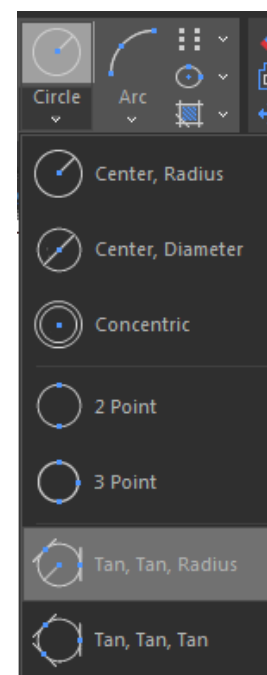 Circle
Arc
Center, Radius
Center, Diameter
Concentric
2 Point
3 Point
Tan, Tan, Radius
Tan, Tan, Tan